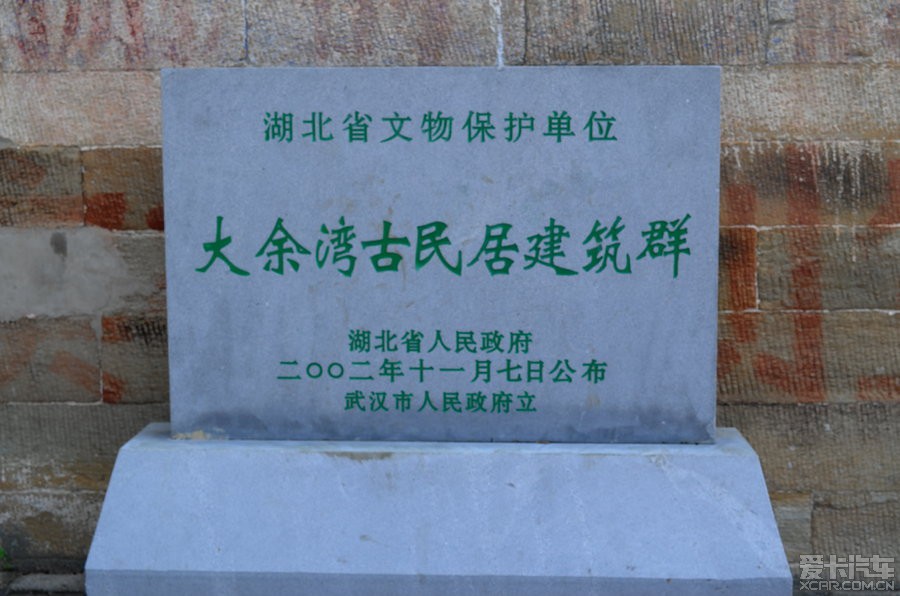 湖北省文物保护单位
大余湾古民居建筑群
湖北省人民政府
二〇〇二年十一月七日公布
武汉市人民政府立
爱卡汽车
XCAR.COM.CN